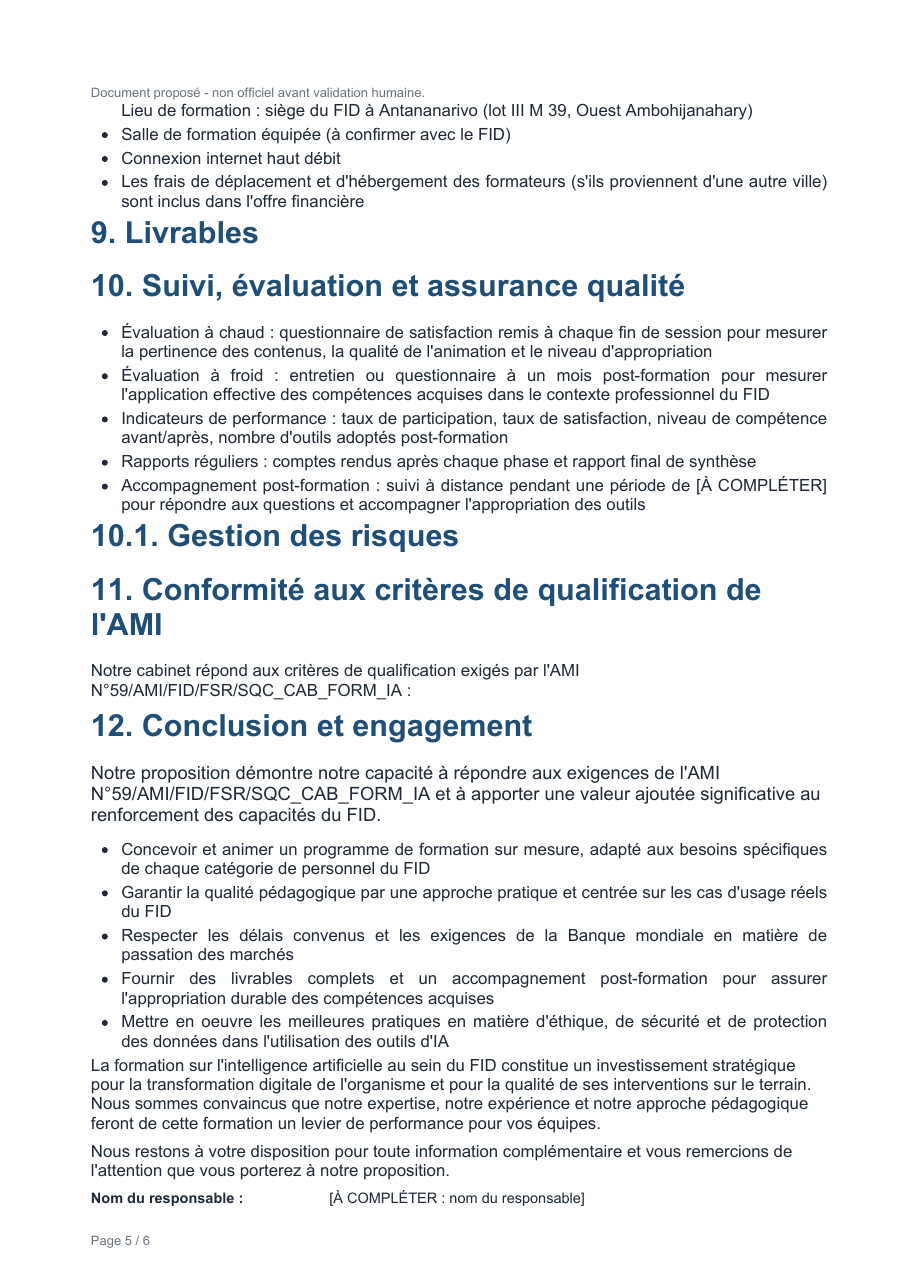 Document proposé - non officiel avant validation humaine.
Lieu de formation : siège du FID à Antananarivo (lot III M 39, Ouest Ambohijanahary)
• Salle de formation équipée (à confirmer avec le FID)
• Connexion internet haut débit
• Les frais de déplacement et d'hébergement des formateurs (s'ils proviennent d'une autre ville)
sont inclus dans l'offre financière
9. Livrables
10. Suivi, évaluation et assurance qualité
• Évaluation à chaud : questionnaire de satisfaction remis à chaque fin de session pour mesurer
la pertinence des contenus, la qualité de l'animation et le niveau d'appropriation
• Évaluation à froid : entretien ou questionnaire à un mois post-formation pour mesurer
l'application effective des compétences acquises dans le contexte professionnel du FID
• Indicateurs de performance : taux de participation, taux de satisfaction, niveau de compétence
avant/après, nombre d'outils adoptés post-formation
• Rapports réguliers : comptes rendus après chaque phase et rapport final de synthèse
• Accompagnement post-formation : suivi à distance pendant une période de [À COMPLÉTER]
pour répondre aux questions et accompagner l'appropriation des outils
10.1. Gestion des risques
11. Conformité aux critères de qualification de
l'AMI
Notre cabinet répond aux critères de qualification exigés par l'AMI
N°59/AMI/FID/FSR/SQC_CAB_FORM_IA :
12. Conclusion et engagement
Notre proposition démontre notre capacité à répondre aux exigences de l'AMI
N°59/AMI/FID/FSR/SQC_CAB_FORM_IA et à apporter une valeur ajoutée significative au
renforcement des capacités du FID.
• Concevoir et animer un programme de formation sur mesure, adapté aux besoins spécifiques
de chaque catégorie de personnel du FID
• Garantir la qualité pédagogique par une approche pratique et centrée sur les cas d'usage réels
du FID
• Respecter les délais convenus et les exigences de la Banque mondiale en matière de
passation des marchés
• Fournir des livrables complets et un accompagnement post-formation pour assurer
l'appropriation durable des compétences acquises
• Mettre en oeuvre les meilleures pratiques en matière d'éthique, de sécurité et de protection
des données dans l'utilisation des outils d'IA
La formation sur l'intelligence artificielle au sein du FID constitue un investissement stratégique
pour la transformation digitale de l'organisme et pour la qualité de ses interventions sur le terrain.
Nous sommes convaincus que notre expertise, notre expérience et notre approche pédagogique
feront de cette formation un levier de performance pour vos équipes.
Nous restons à votre disposition pour toute information complémentaire et vous remercions de
l'attention que vous porterez à notre proposition.
Nom du responsable : [À COMPLÉTER : nom du responsable]
Page 5 / 6